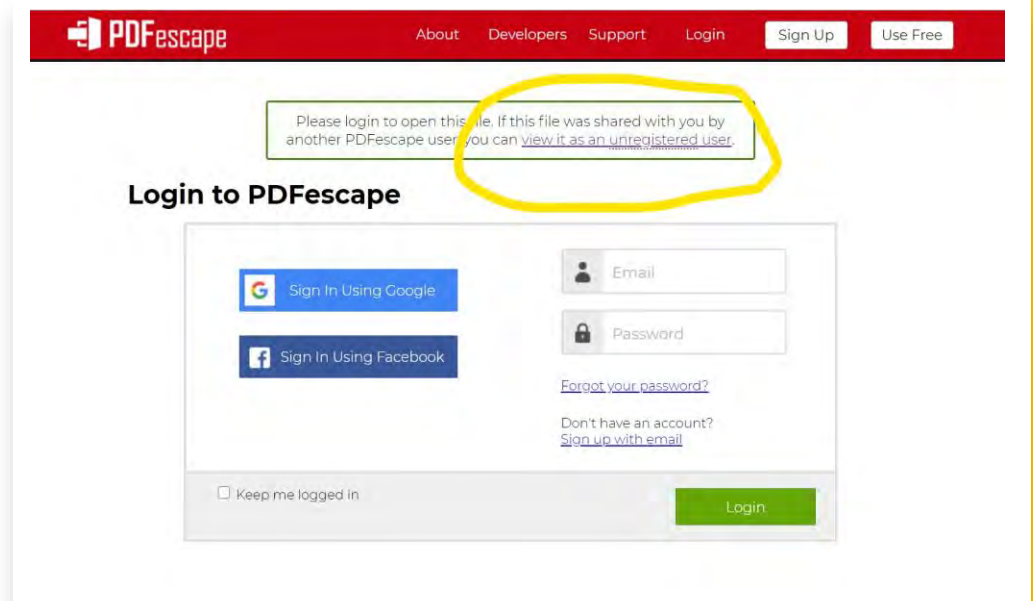 PDFescape
About Developers Support Login Sign Up Use Free
Please login to open this file. If this file was shared with you by
another PDFescape user you can view it as an unregistered user.
Login to PDFescape
Sign In Using Google
Sign In Using Facebook
Email
Password
Forgot your password?
Don't have an account?
Sign up with email
Keep me logged in
Login